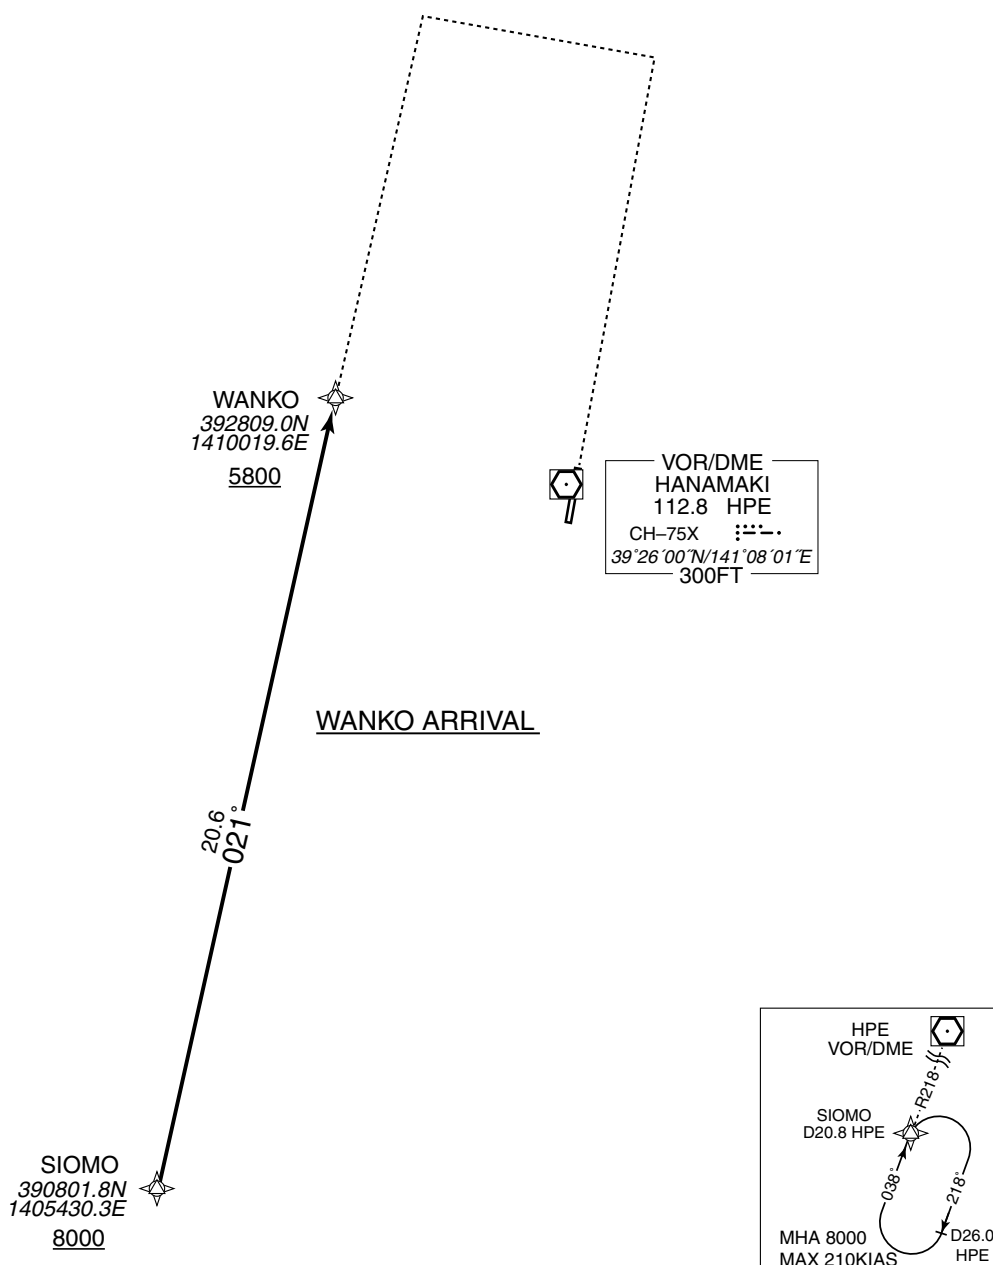 WANKO
392809.0N
1410019.6E
5800
VOR/DME
HANAMAKI
112.8 HPE
CH–75X
39°26´00˝N/141°08´01˝E
300FT
WANKO ARRIVAL
20.6
021°
SIOMO
390801.8N
1405430.3E
8000
HPE
VOR/DME
R218
SIOMO
D20.8 HPE
038°
218°
D26.0
HPE
MHA 8000
MAX 210KIAS